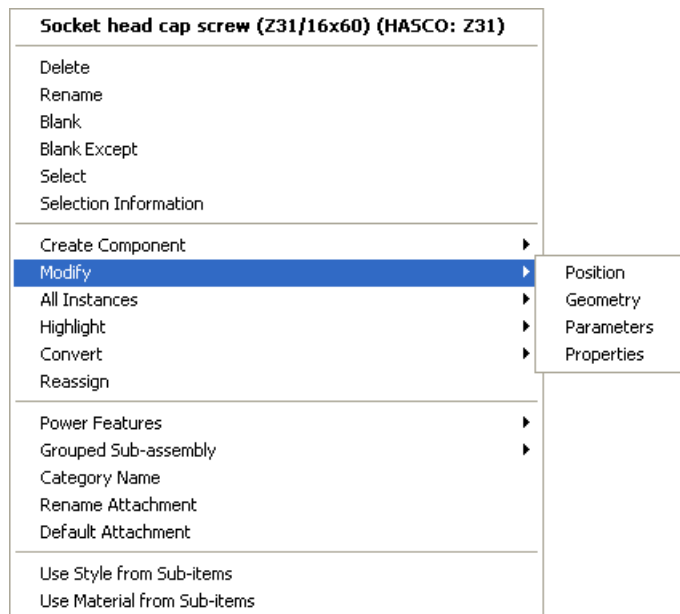 Socket head cap screw (Z31/16x60) (HASCO: Z31)
Delete
Rename
Blank
Blank Except
Select
Selection Information
Create Component
Modify
All Instances
Highlight
Convert
Reassign
Power Features
Grouped Sub-assembly
Category Name
Rename Attachment
Default Attachment
Use Style from Sub-items
Use Material from Sub-items
Position
Geometry
Parameters
Properties